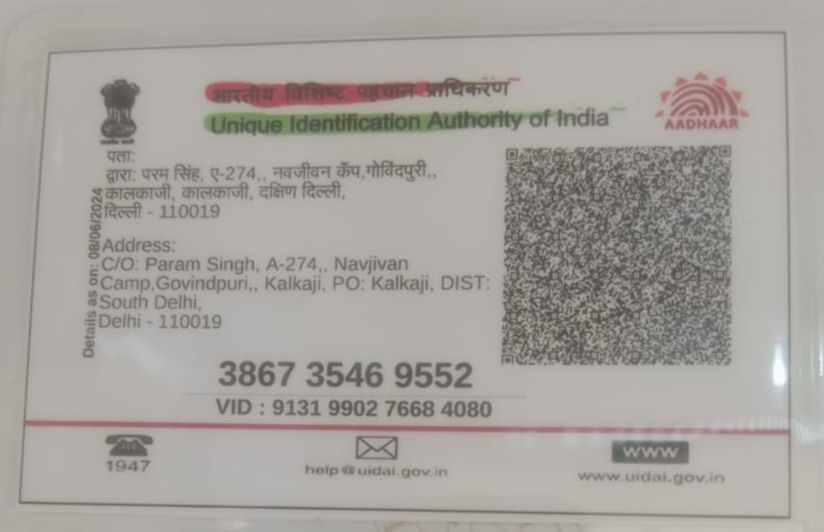 भारतीय विशिष्ट पहचान प्राधिकरण
Unique Identification Authority of India
AADHAAR
पता:
द्वारा: परम सिंह, ए-274,, नवजीवन कैंप,गोविंदपुरी,,
कालकाजी, कालकाजी, दक्षिण दिल्ली,
दिल्ली - 110019
Address:
C/O: Param Singh, A-274,, Navjivan
Camp,Govindpuri,, Kalkaji, PO: Kalkaji, DIST:
South Delhi,
Delhi - 110019
Details as on: 08/06/2024
3867 3546 9552
VID : 9131 9902 7668 4080
1947
help@uidai.gov.in
www
www.uidai.gov.in